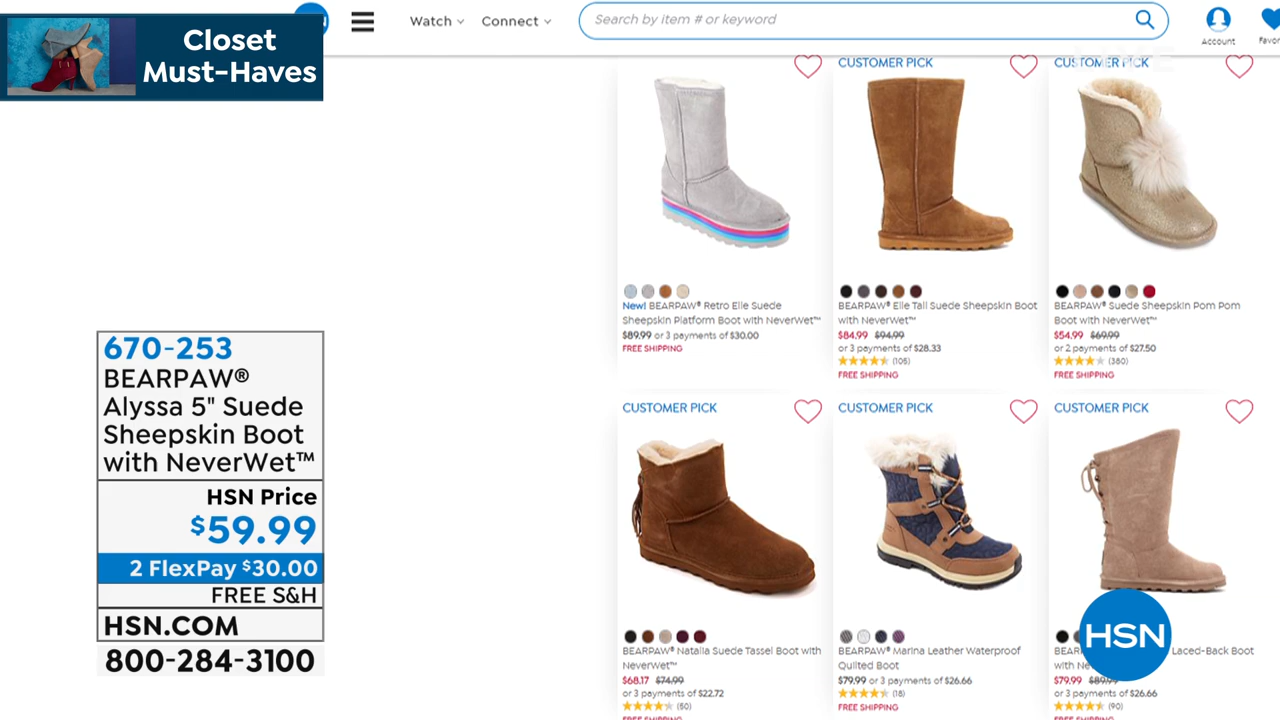 Closet
Must-Haves
Watch
Connect
Search by item # or keyword
Account
CUSTOMER PICK
CUSTOMER PICK
New! BEARPAW® Retro Elle Suede
Sheepskin Platform Boot with NeverWet™
$89.99 or 3 payments of $30.00
FREE SHIPPING
BEARPAW® Elle Tall Suede Sheepskin Boot
with NeverWet™
$84.99 $94.99
or 3 payments of $28.33
(105)
FREE SHIPPING
BEARPAW® Suede Sheepskin Pom Pom
Boot with NeverWet™
$54.99 $69.99
or 2 payments of $27.50
(380)
FREE SHIPPING
670-253
BEARPAW®
Alyssa 5" Suede
Sheepskin Boot
with NeverWet™
HSN Price
$59.99
2 FlexPay $30.00
FREE S&H
HSN.COM
800-284-3100
CUSTOMER PICK
CUSTOMER PICK
CUSTOMER PICK
BEARPAW® Natalia Suede Tassel Boot with
NeverWet™
$68.17 $74.99
or 3 payments of $22.72
(50)
FREE SHIPPING
BEARPAW® Marina Leather Waterproof
Quilted Boot
$79.99 or 3 payments of $26.66
(18)
FREE SHIPPING
Laced-Back Boot
$79.99 $89.99
or 3 payments of $26.66
(90)
FREE SHIPPING
HSN